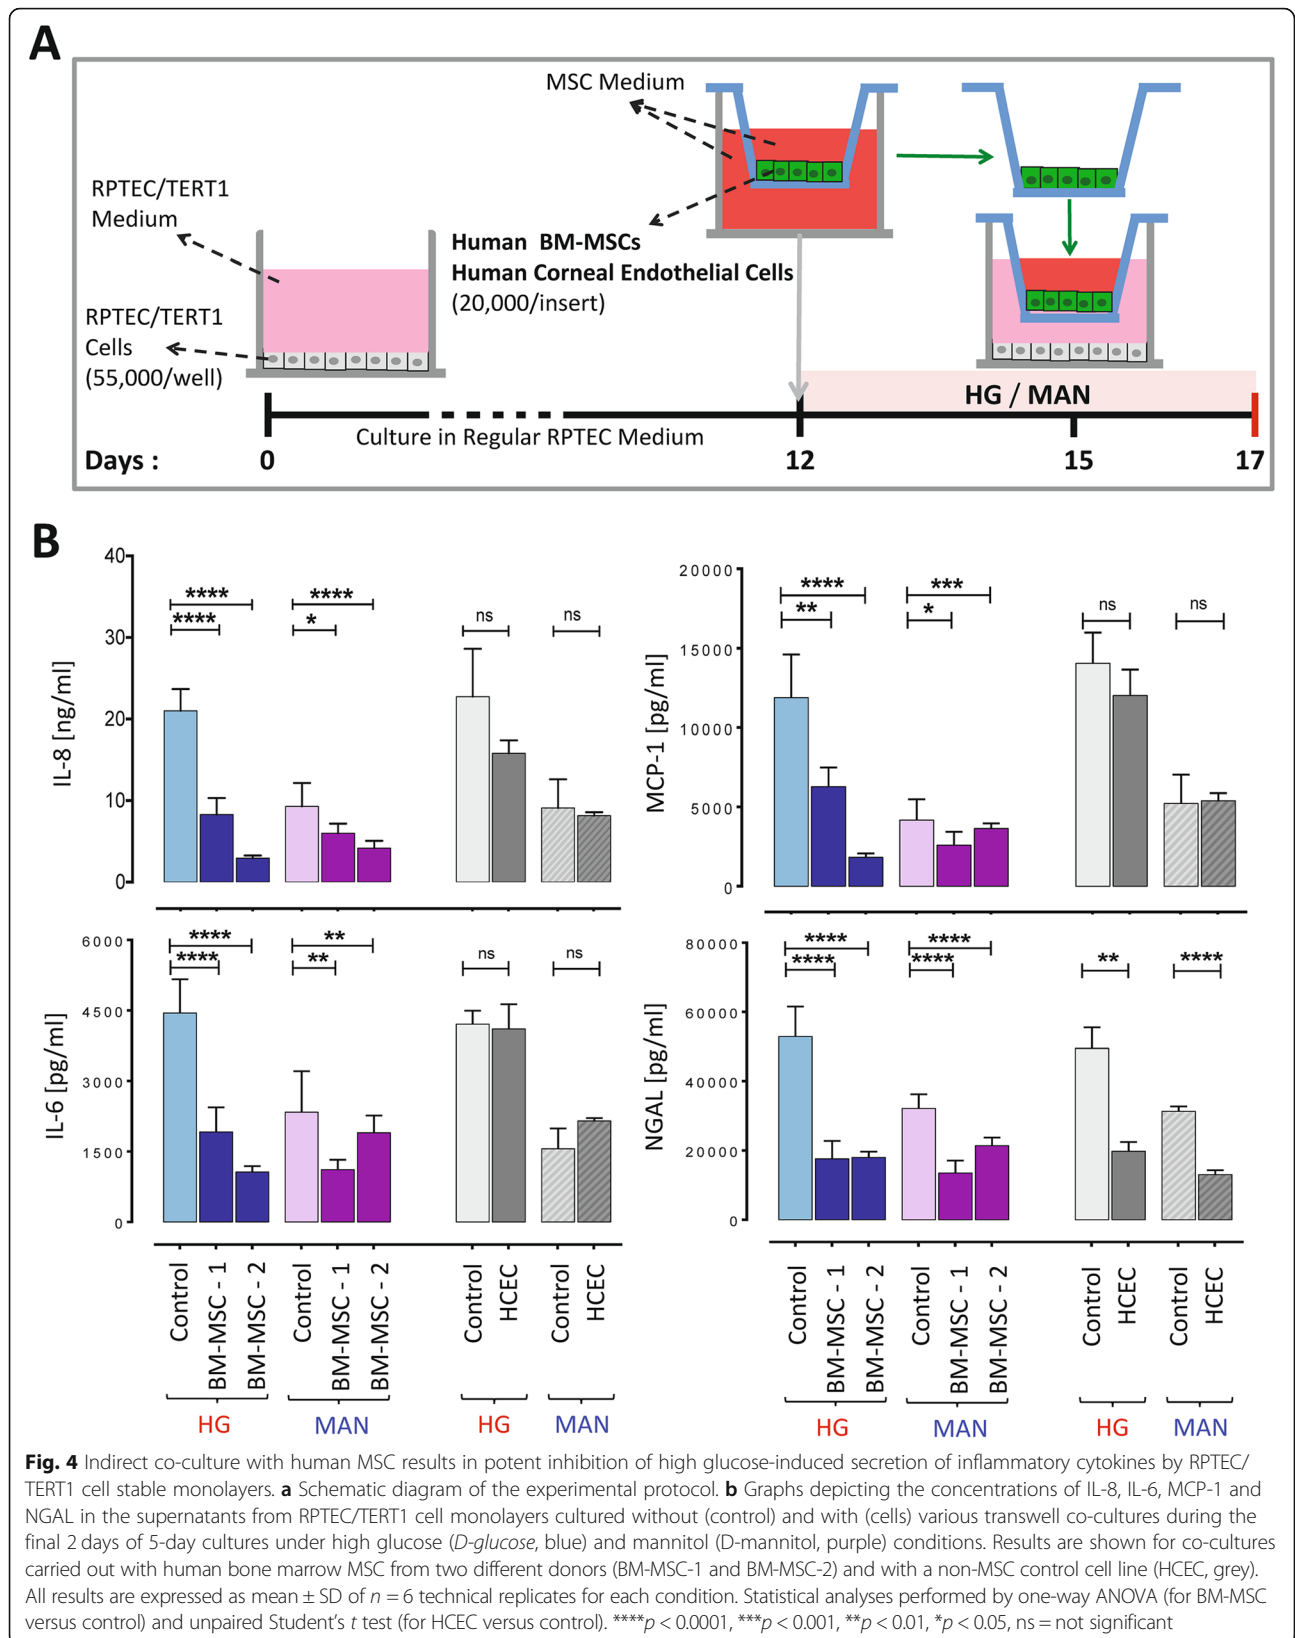 A
MSC Medium
RPTEC/TERT1
Medium
Human BM-MSCs
Human Corneal Endothelial Cells
(20,000/insert)
RPTEC/TERT1
Cells
(55,000/well)
HG / MAN
Culture in Regular RPTEC Medium
Days :
0
12
15
17
B
IL-8 [ng/ml]
40
30
20
10
0
****
****
****
*
ns
ns
MCP-1 [pg/ml]
20000
15000
10000
5000
0
****
**
***
*
ns
ns
IL-6 [pg/ml]
6000
4500
3000
1500
0
****
****
**
**
ns
ns
NGAL [pg/ml]
80000
60000
40000
20000
0
****
****
****
****
**
****
Control
BM-MSC - 1
BM-MSC - 2
Control
BM-MSC - 1
BM-MSC - 2
Control
HCEC
Control
HCEC
HG
MAN
HG
MAN
Control
BM-MSC - 1
BM-MSC - 2
Control
BM-MSC - 1
BM-MSC - 2
Control
HCEC
Control
HCEC
HG
MAN
HG
MAN
Fig. 4 Indirect co-culture with human MSC results in potent inhibition of high glucose-induced secretion of inflammatory cytokines by RPTEC/
TERT1 cell stable monolayers. a Schematic diagram of the experimental protocol. b Graphs depicting the concentrations of IL-8, IL-6, MCP-1 and
NGAL in the supernatants from RPTEC/TERT1 cell monolayers cultured without (control) and with (cells) various transwell co-cultures during the
final 2 days of 5-day cultures under high glucose (D-glucose, blue) and mannitol (D-mannitol, purple) conditions. Results are shown for co-cultures
carried out with human bone marrow MSC from two different donors (BM-MSC-1 and BM-MSC-2) and with a non-MSC control cell line (HCEC, grey).
All results are expressed as mean ± SD of n = 6 technical replicates for each condition. Statistical analyses performed by one-way ANOVA (for BM-MSC
versus control) and unpaired Student's t test (for HCEC versus control). ****p < 0.0001, ***p < 0.001, **p < 0.01, *p < 0.05, ns = not significant